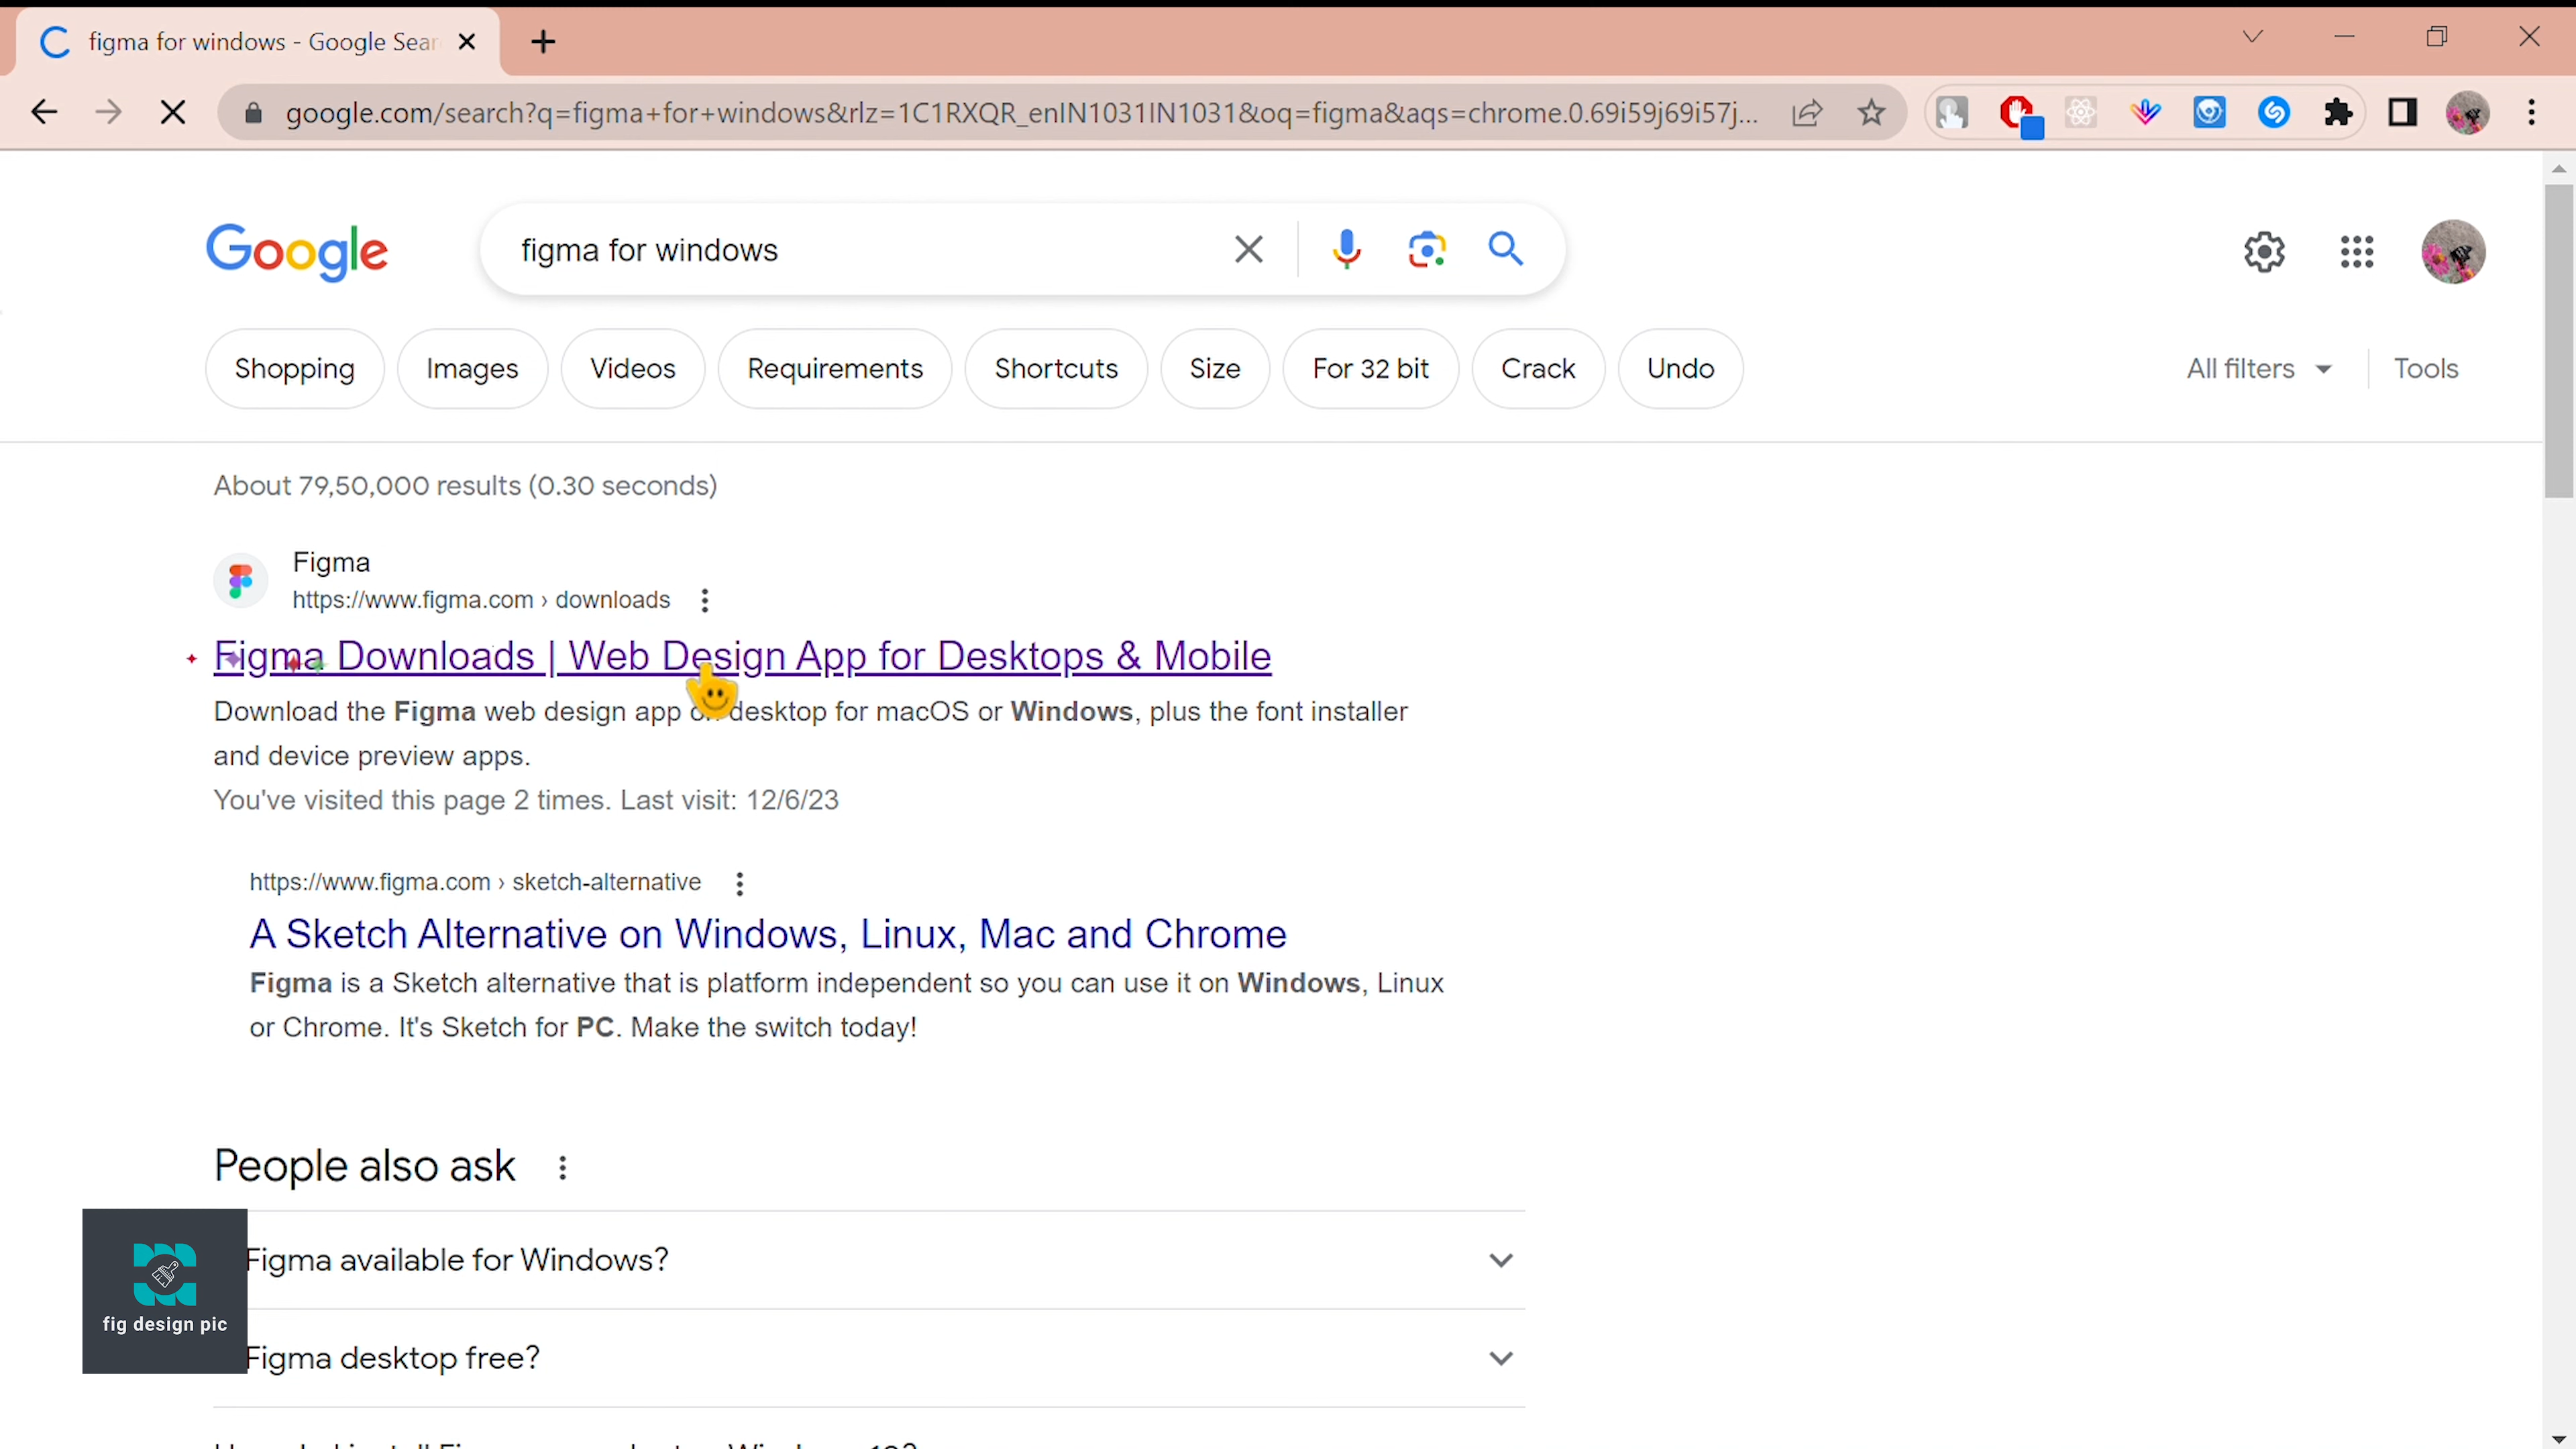 figma for windows - Google Sear
google.com/search?q=figma+for+windows&rlz=1C1RXQR_enIN1031IN1031&oq=figma&aqs=chrome.0.69i59j69i57j...
Google
figma for windows
Shopping
Images
Videos
Requirements
Shortcuts
Size
For 32 bit
Crack
Undo
All filters
Tools
About 79,50,000 results (0.30 seconds)
Figma
https://www.figma.com › downloads
Figma Downloads | Web Design App for Desktops & Mobile
Download the Figma web design app on desktop for macOS or Windows, plus the font installer
and device preview apps.
You've visited this page 2 times. Last visit: 12/6/23
https://www.figma.com › sketch-alternative
A Sketch Alternative on Windows, Linux, Mac and Chrome
Figma is a Sketch alternative that is platform independent so you can use it on Windows, Linux
or Chrome. It's Sketch for PC. Make the switch today!
People also ask
Figma available for Windows?
fig design pic
Figma desktop free?